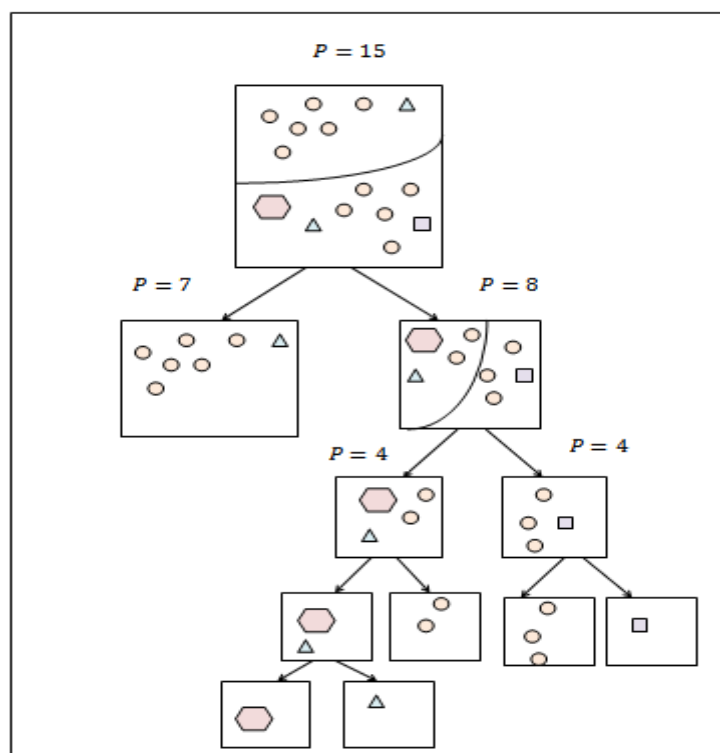 P = 15
P = 7
P = 8
P = 4
P = 4